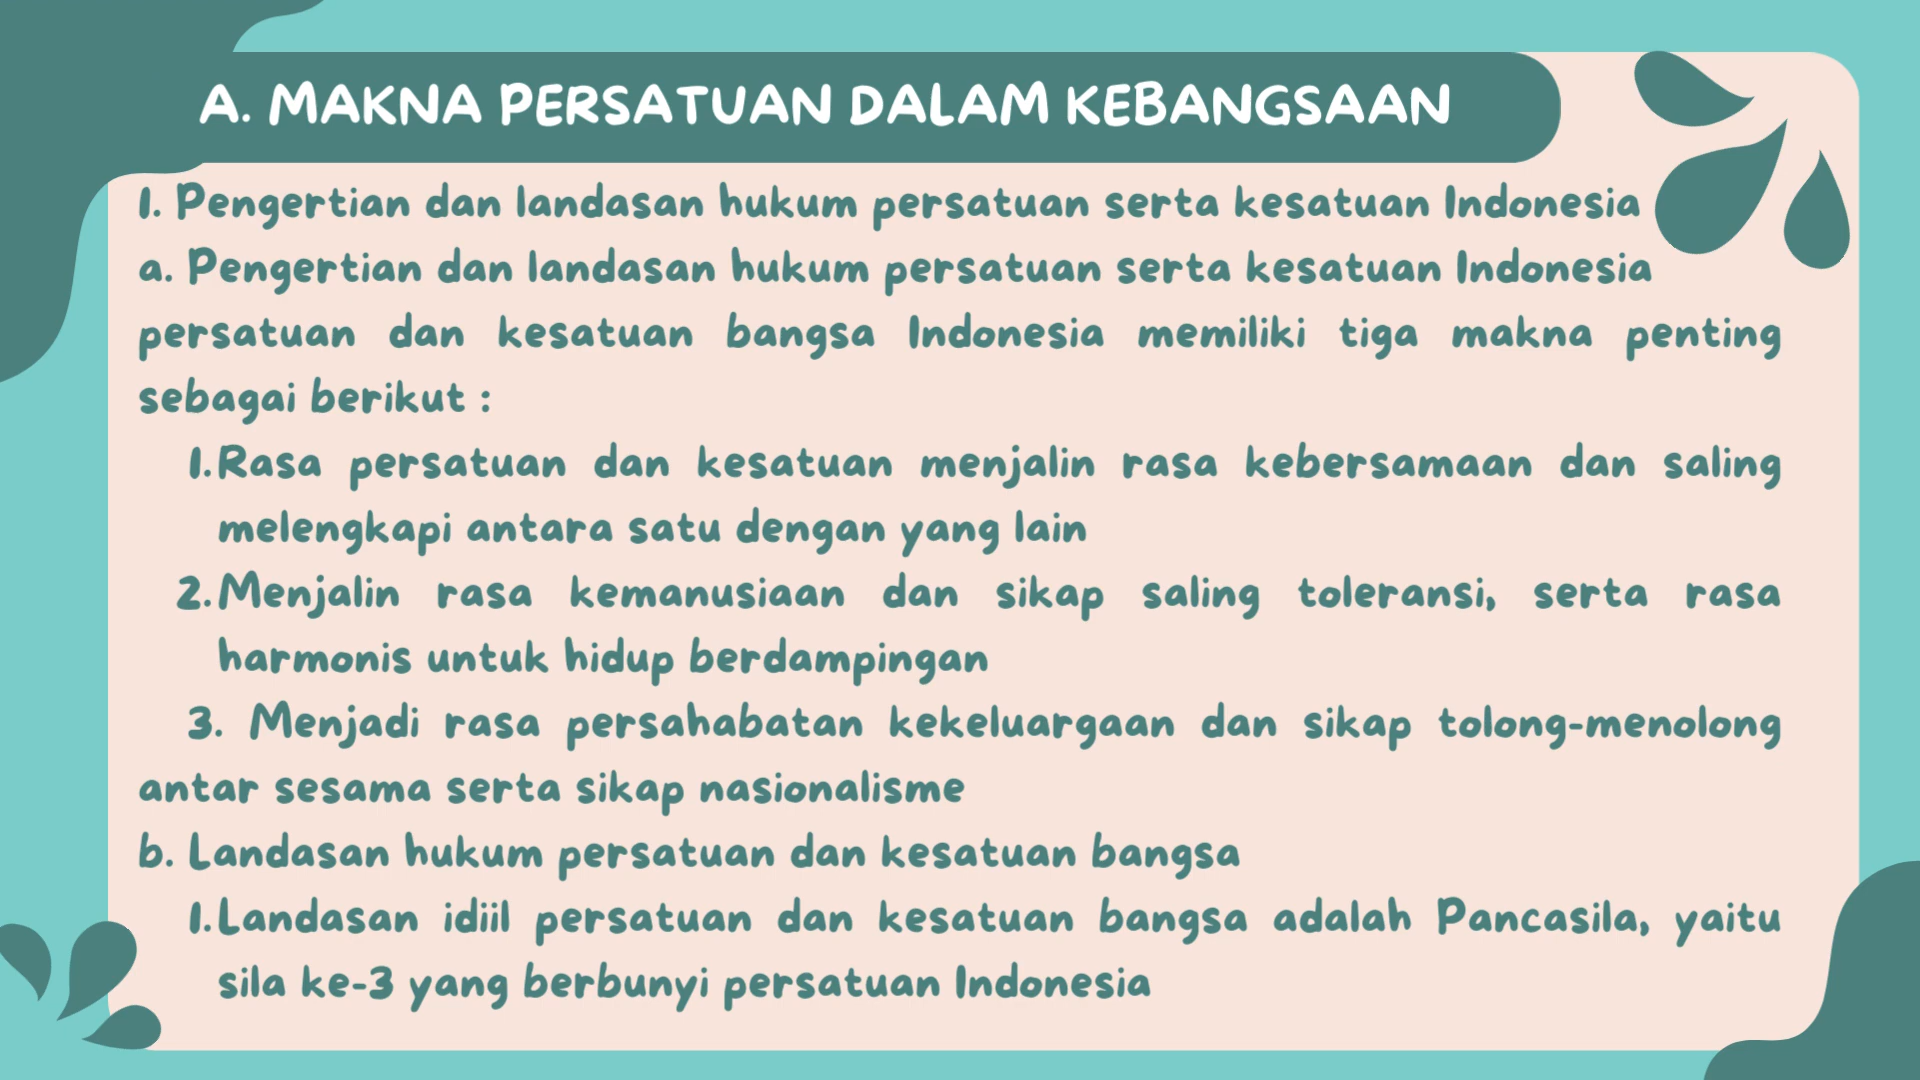 A. MAKNA PERSATUAN DALAM KEBANGSAAN
1. Pengertian dan landasan hukum persatuan serta kesatuan Indonesia
a. Pengertian dan landasan hukum persatuan serta kesatuan Indonesia
persatuan dan kesatuan bangsa Indonesia memiliki tiga makna penting
sebagai berikut :
1. Rasa persatuan dan kesatuan menjalin rasa kebersamaan dan saling
melengkapi antara satu dengan yang lain
2. Menjalin rasa kemanusiaan dan sikap saling toleransi, serta rasa
harmonis untuk hidup berdampingan
3. Menjadi rasa persahabatan kekeluargaan dan sikap tolong-menolong
antar sesama serta sikap nasionalisme
b. Landasan hukum persatuan dan kesatuan bangsa
1. Landasan idiil persatuan dan kesatuan bangsa adalah Pancasila, yaitu
sila ke-3 yang berbunyi persatuan Indonesia